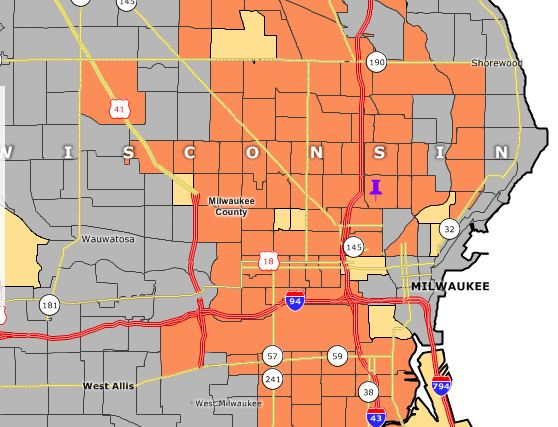 145
190
Shorewood
41
W I S C O N S I N
Milwaukee
County
32
Wauwatosa
145
18
MILWAUKEE
94
181
57
59
241
West Allis
794
38
West Milwaukee
43